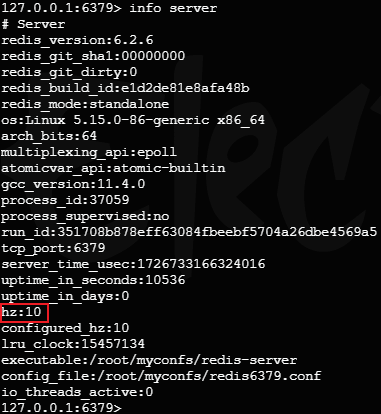 127.0.0.1:6379> info server
# Server
redis_version:6.2.6
redis_git_sha1:00000000
redis_git_dirty:0
redis_build_id:e1d2de81e8afa48b
redis_mode:standalone
os:Linux 5.15.0-86-generic x86_64
arch_bits:64
multiplexing_api:epoll
atomicvar_api:atomic-builtin
gcc_version:11.4.0
process_id:37059
process_supervised:no
run_id:351708b878eff63084fbeebf5704a26dbe4569a5
tcp_port:6379
server_time_usec:1726733166324016
uptime_in_seconds:10536
uptime_in_days:0
hz:10
configured_hz:10
lru_clock:15457134
executable:/root/myconfs/redis-server
config_file:/root/myconfs/redis6379.conf
io_threads_active:0
127.0.0.1:6379>